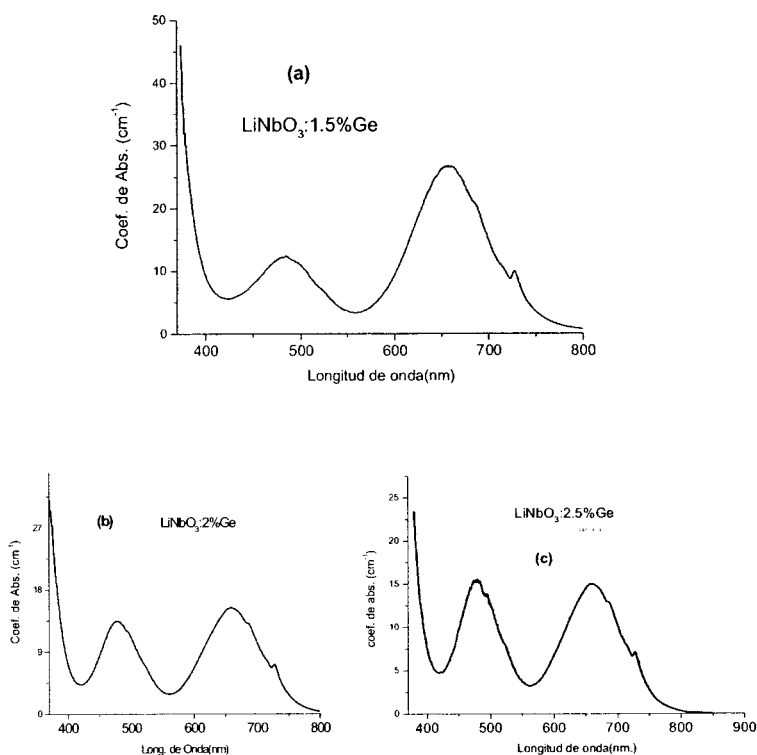 50
(a)
LiNbO3:1.5%Ge
40
30
20
10
0
Coef. de Abs. (cm-1)
400 500 600 700 800
Longitud de onda(nm)
(b)
LiNbO3:2%Ge
27
18
9
0
Coef. de Abs. (cm-1)
400 500 600 700 800
Long. de Onda(nm)
LiNbO3:2.5%Ge
(c)
25
20
15
10
5
0
coef. de abs. (cm-1)
400 500 600 700 800 900
Longitud de onda(nm.)